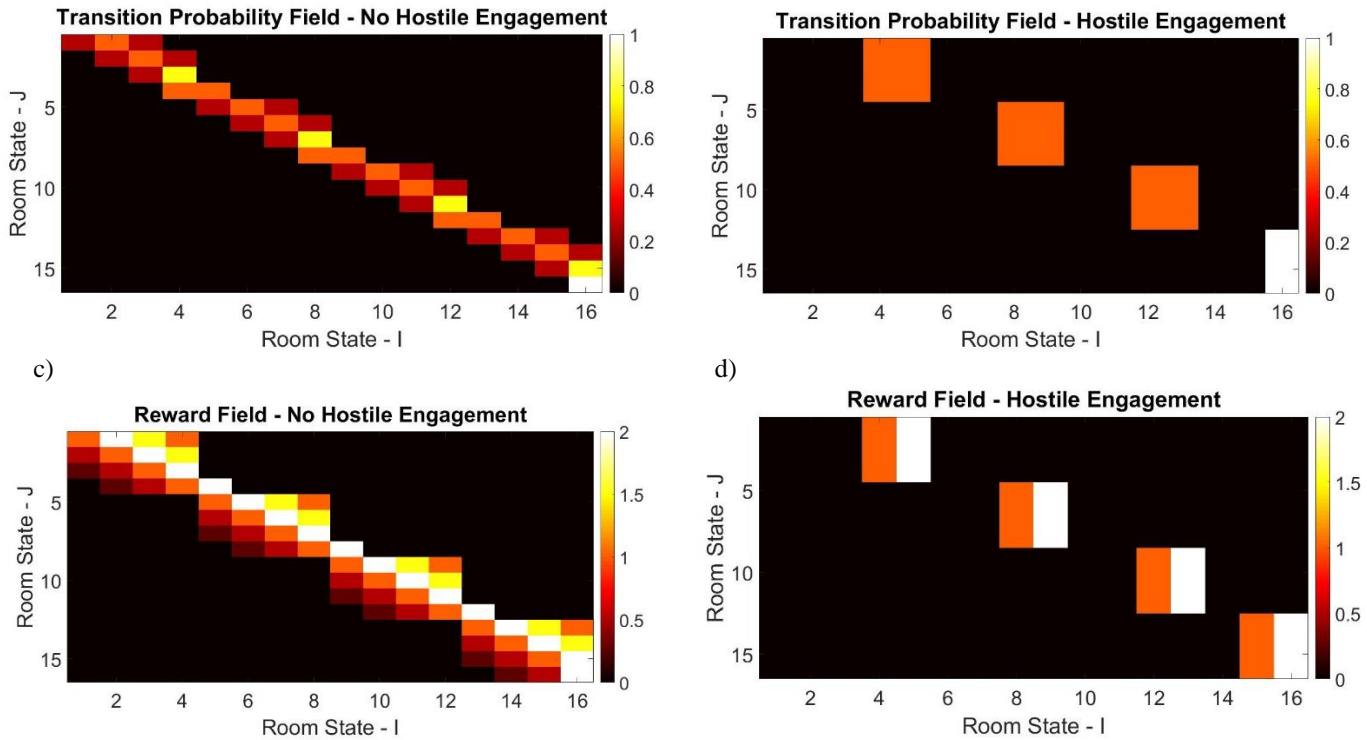 Transition Probability Field - No Hostile Engagement
Room State - J
5
10
15
2 4 6 8 10 12 14 16
Room State - I
1
0.8
0.6
0.4
0.2
0
Transition Probability Field - Hostile Engagement
Room State - J
5
10
15
2 4 6 8 10 12 14 16
Room State - I
1
0.8
0.6
0.4
0.2
0
c)
d)
Reward Field - No Hostile Engagement
Room State - J
5
10
15
2 4 6 8 10 12 14 16
Room State - I
2
1.5
1
0.5
0
Reward Field - Hostile Engagement
Room State - J
5
10
15
2 4 6 8 10 12 14 16
Room State - I
2
1.5
1
0.5
0